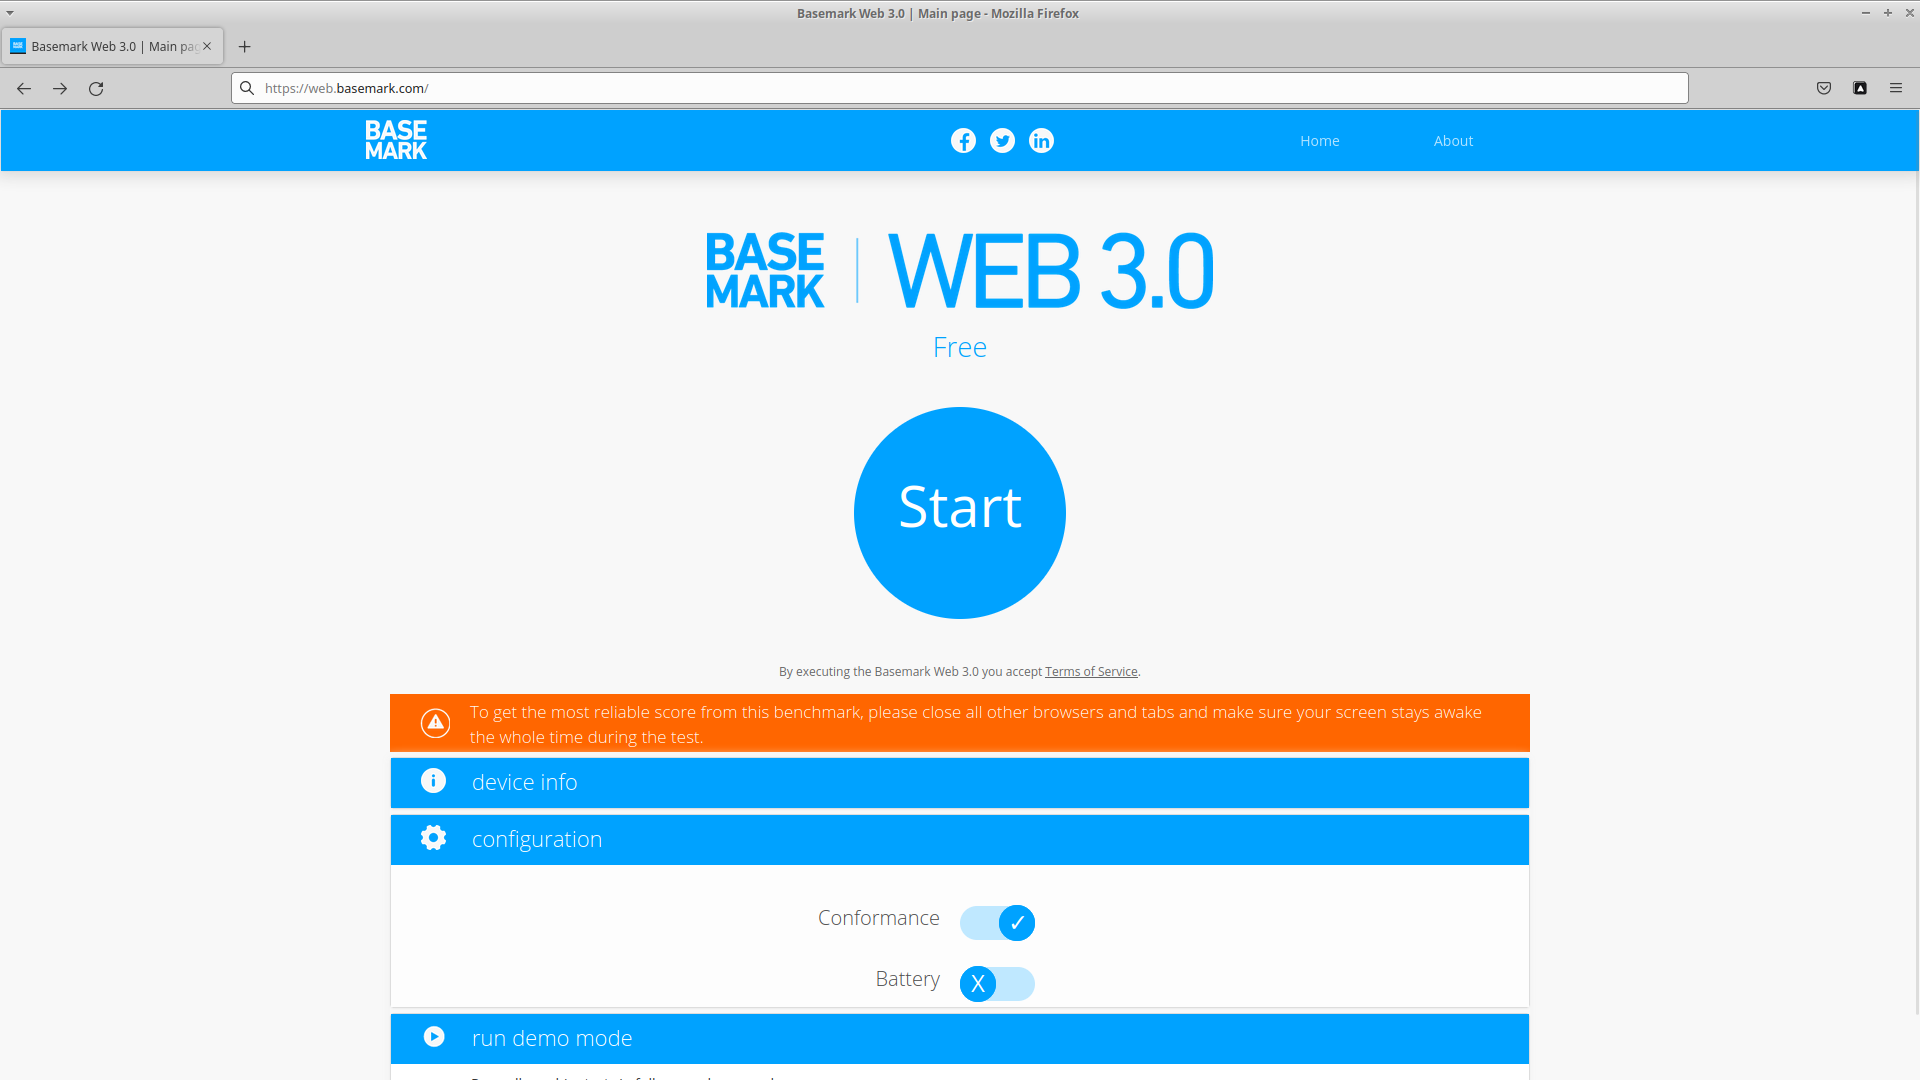 Basemark Web 3.0 | Main page - Mozilla Firefox
Basemark Web 3.0 | Main pag
https://web.basemark.com/
BASE
MARK
Home
About
BASE
MARK
WEB 3.0
Free
Start
By executing the Basemark Web 3.0 you accept Terms of Service.
To get the most reliable score from this benchmark, please close all other browsers and tabs and make sure your screen stays awake
the whole time during the test.
device info
configuration
Conformance
Battery
X
run demo mode